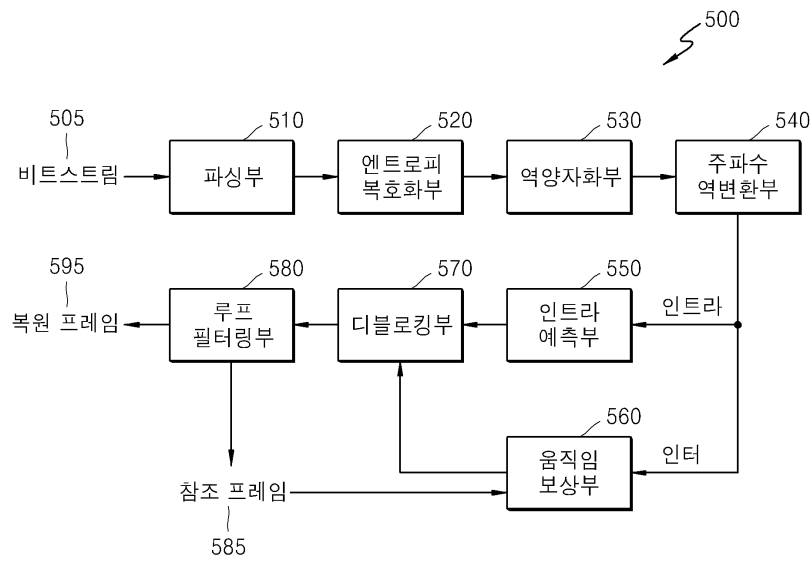 500
505
510
520
530
540
비트스트림
파싱부
엔트로피
복호화부
역양자화부
주파수
역변환부
595
580
570
550
복원 프레임
루프
필터링부
디블로킹부
인트라
예측부
인트라
560
움직임
보상부
인터
참조 프레임
585